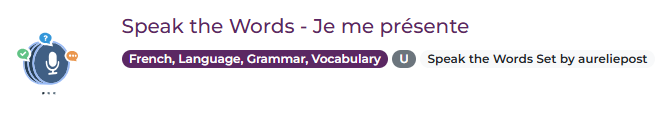 Speak the Words - Je me présente
French, Language, Grammar, Vocabulary U Speak the Words Set by aureliepost